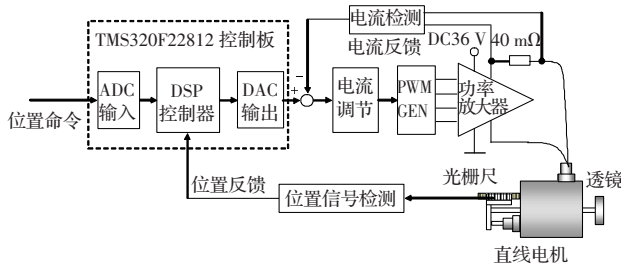 电流检测
电流反馈
DC36 V
40 mΩ
TMS320F22812 控制板
ADC
输入
DSP
控制器
DAC
输出
+
−
电流
调节
PWM
GEN
功率
放大器
位置命令
位置反馈
位置信号检测
光栅尺
透镜
直线电机